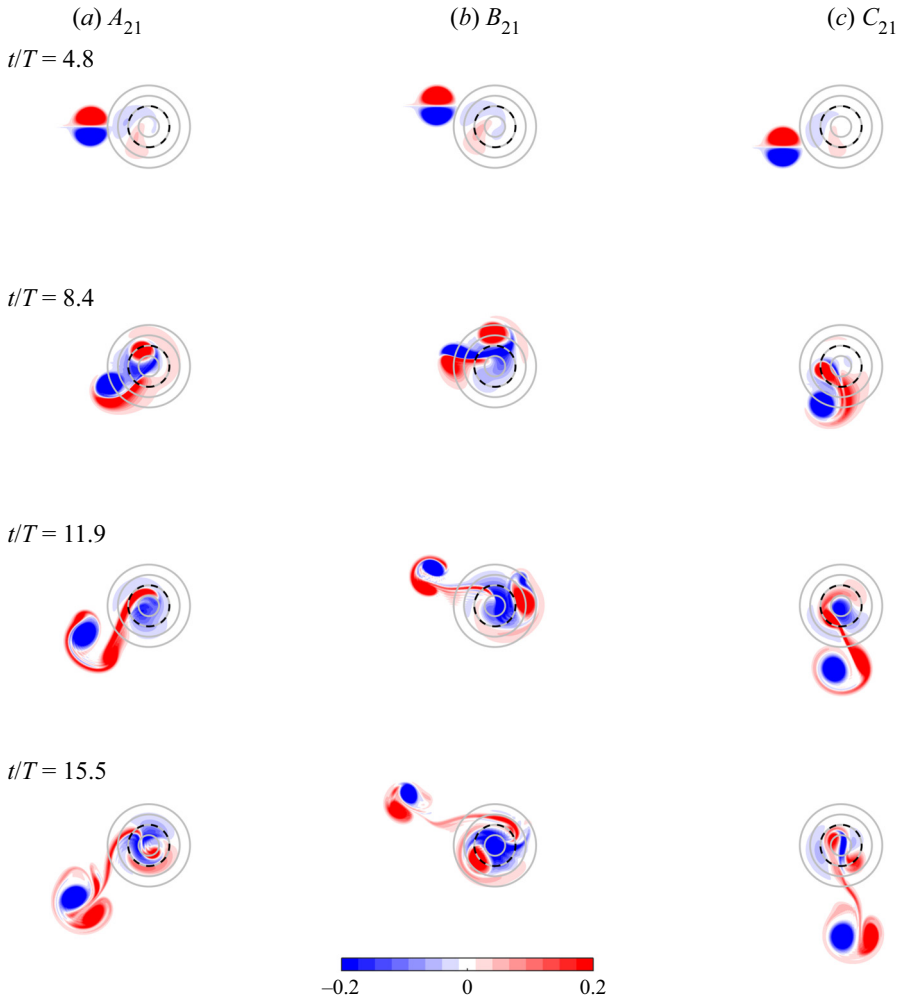 (a) A21 (b) B21 (c) C21
t/T = 4.8
t/T = 8.4
t/T = 11.9
t/T = 15.5
–0.2 0 0.2